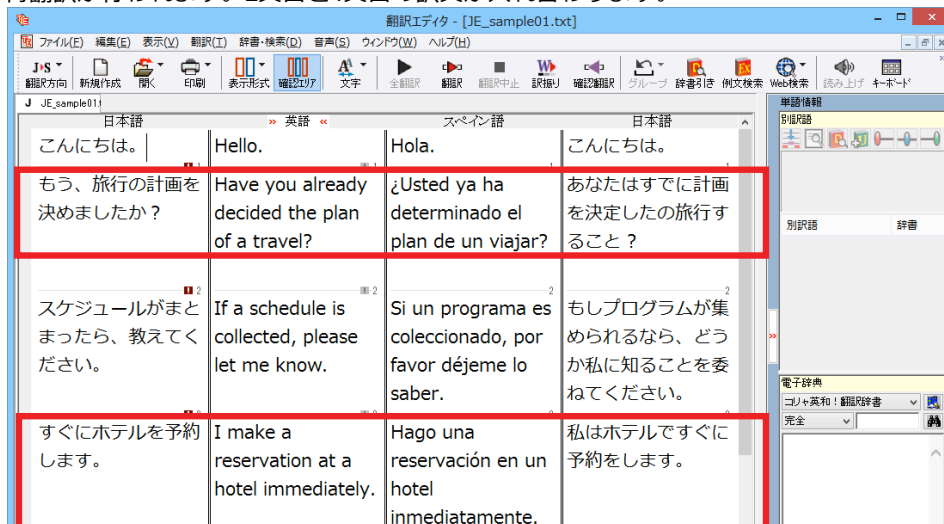 翻訳エディタ - [JE_sample01.txt]
ファイル(F) 編集(E) 表示(V) 翻訳(T) 辞書・検索(D) 音声(S) ウィンドウ(W) ヘルプ(H)
J▸S
翻訳方向 新規作成 開く 印刷 表示形式 確認エリア 文字 全翻訳 翻訳 翻訳中止 訳振り 確認翻訳 グループ 辞書引き 例文検索 Web検索 読み上げ キーボード
J JE_sample01.t
日本語 » 英語 « スペイン語 日本語
こんにちは。 Hello. Hola. こんにちは。
1 1 1 1
もう、旅行の計画を Have you already ¿Usted ya ha あなたはすでに計画
決めましたか？ decided the plan determinado el を決定したの旅行す
of a travel? plan de un viajar? ること？
2 2 2 2
スケジュールがまと If a schedule is Si un programa es もしプログラムが集
まったら、教えてく collected, please coleccionado, por められるなら、どう
ださい。 let me know. favor déjeme lo か私に知ることを委
saber. ねてください。
すぐにホテルを予約 I make a Hago una 私はホテルですぐに
します。 reservation at a reservación en un 予約をします。
hotel immediately. hotel
inmediatamente.
単語情報
別訳語
別訳語 辞書
»
電子辞典
コリャ英和！翻訳辞書
完全